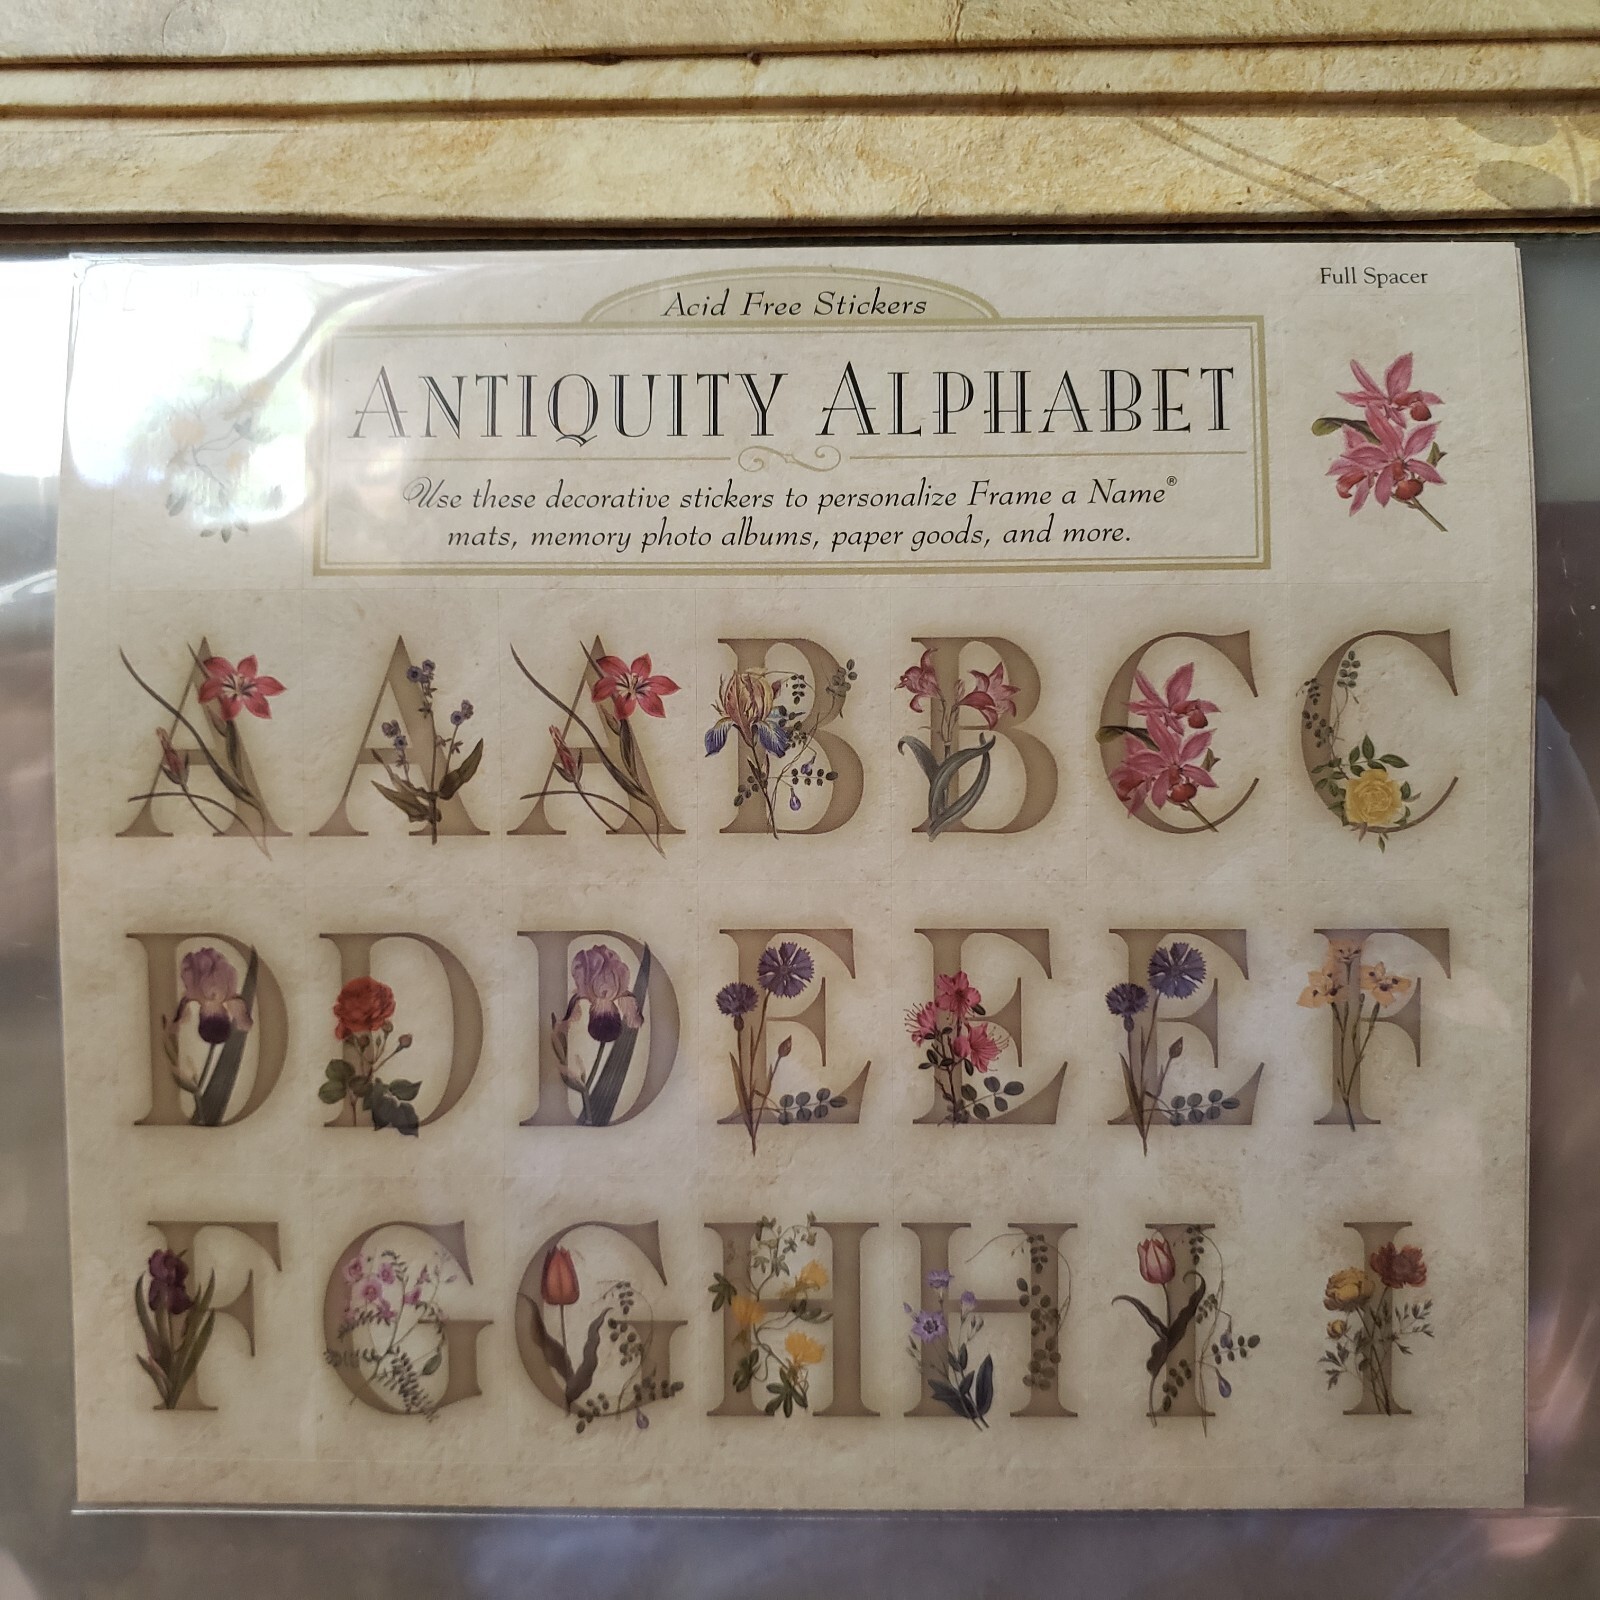 Full Spacer
Acid Free Stickers
ANTIQUITY ALPHABET
Use these decorative stickers to personalize Frame a Name®
mats, memory photo albums, paper goods, and more.
A A A B B C C
D D D E E E F
F G G H H I I